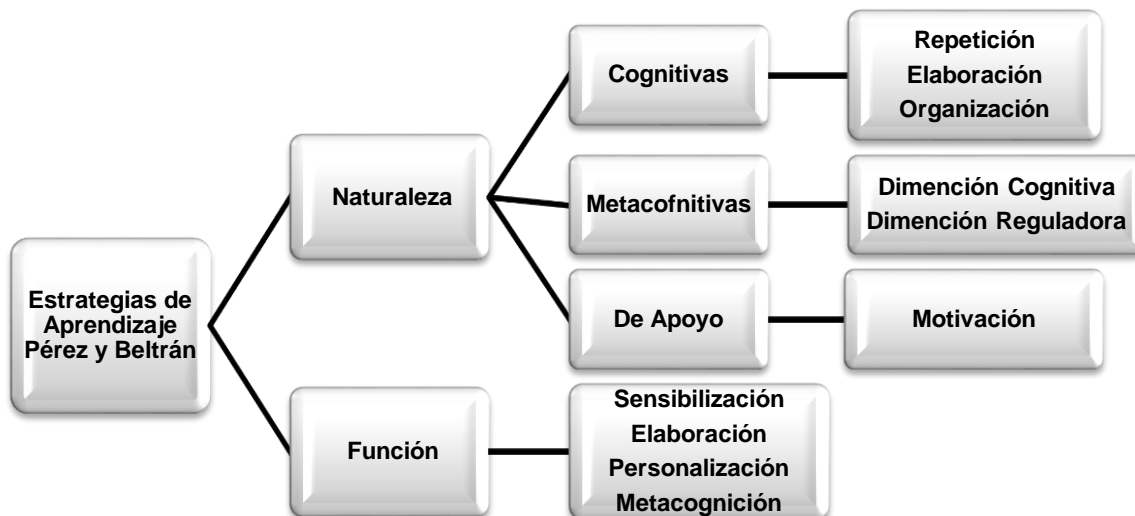 Estrategias de
Aprendizaje
Pérez y Beltrán
Naturaleza
Cognitivas
Repetición
Elaboración
Organización
Metacofnitivas
Dimención Cognitiva
Dimención Reguladora
De Apoyo
Motivación
Función
Sensibilización
Elaboración
Personalización
Metacognición